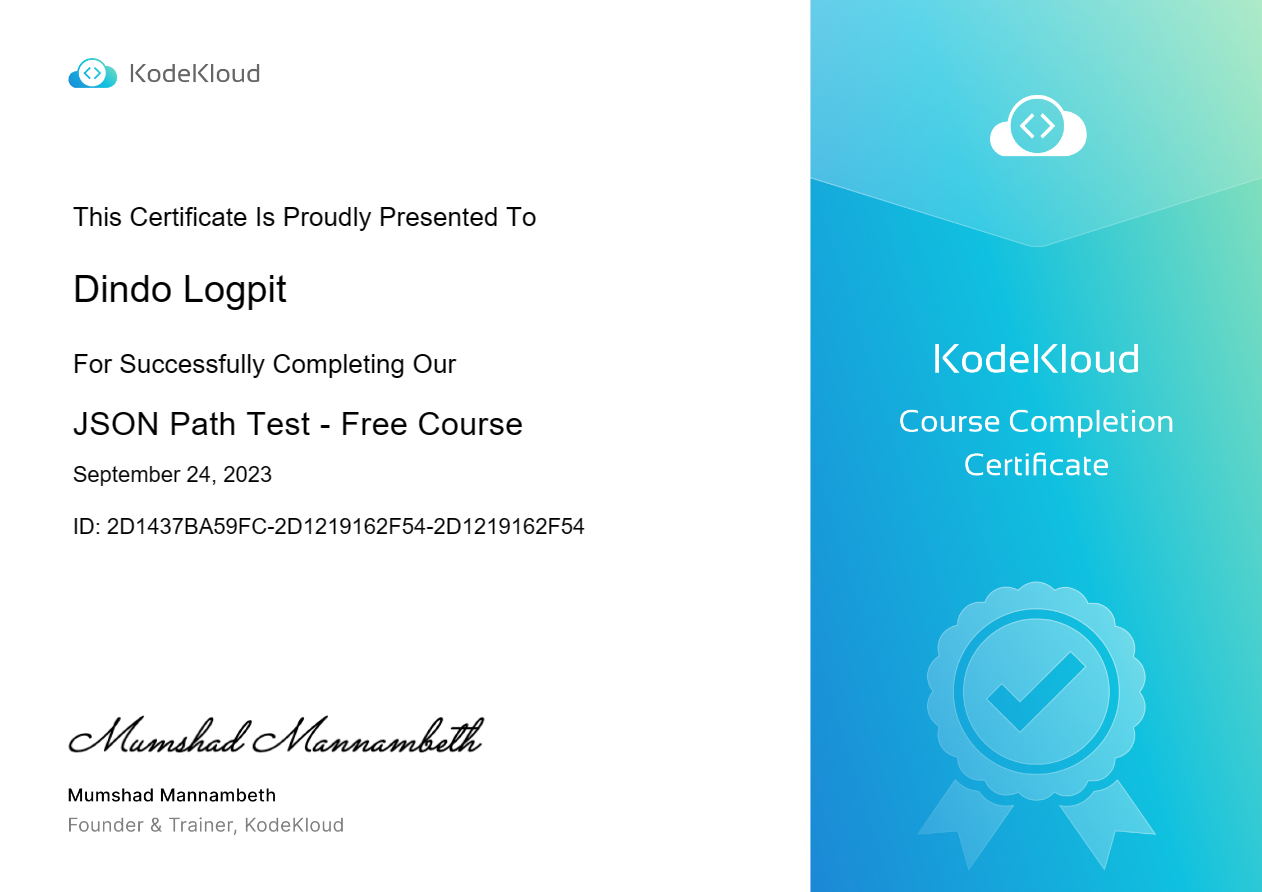 KodeKloud
This Certificate Is Proudly Presented To
Dindo Logpit
For Successfully Completing Our
JSON Path Test - Free Course
September 24, 2023
ID: 2D1437BA59FC-2D1219162F54-2D1219162F54
Mumshad Mannambeth
Mumshad Mannambeth
Founder & Trainer, KodeKloud
KodeKloud
Course Completion
Certificate